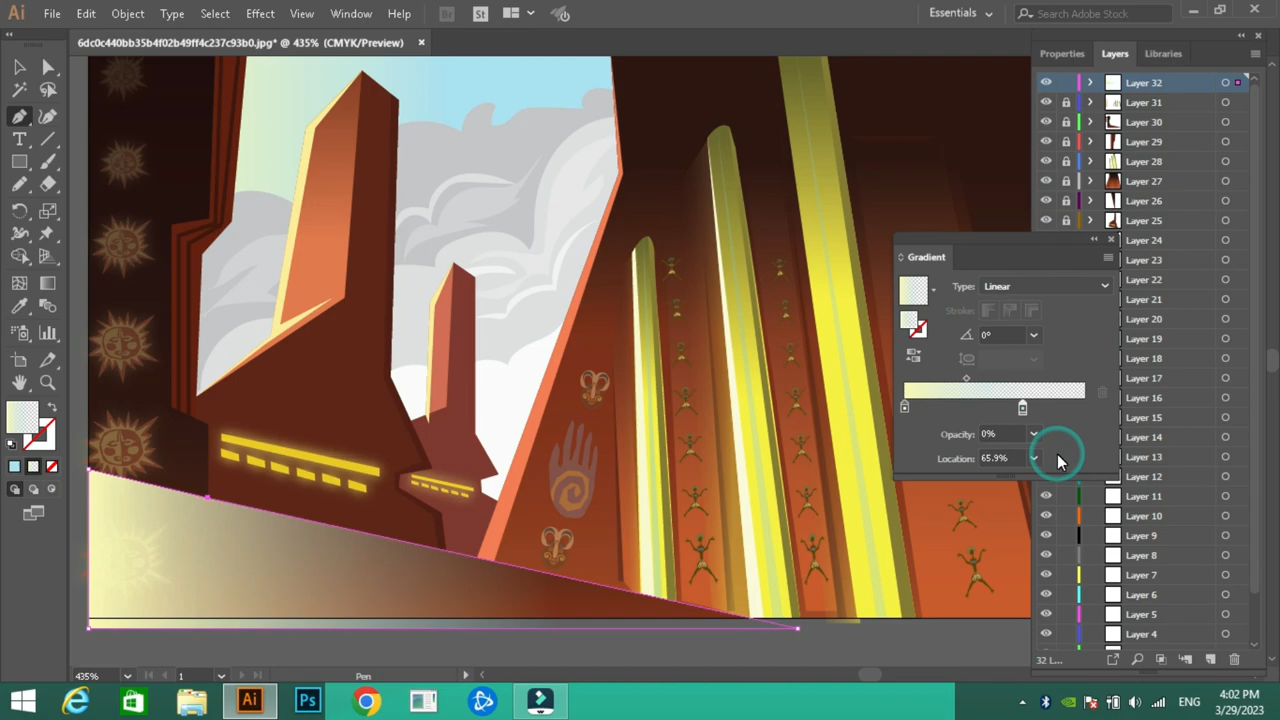 Ai File Edit Object Type Select Effect View Window Help Br St Essentials Search Adobe Stock
6dc0c440bb35b4f02b49ff4c237c93b0.jpg* @ 435% (CMYK/Preview)
Properties Layers Libraries
Layer 32
Layer 31
Layer 30
Layer 29
Layer 28
Layer 27
Layer 26
Layer 25
Layer 24
Layer 23
Layer 22
Layer 21
Layer 20
Layer 19
Layer 18
Layer 17
Layer 16
Layer 15
Layer 14
Layer 13
Layer 12
Layer 11
Layer 10
Layer 9
Layer 8
Layer 7
Layer 6
Layer 5
Layer 4
32 L...
Gradient
Type: Linear
Stroke:
0°
Opacity: 0%
Location: 65.9%
435% 1 Pen
Ai Ps
ENG
4:02 PM
3/29/2023